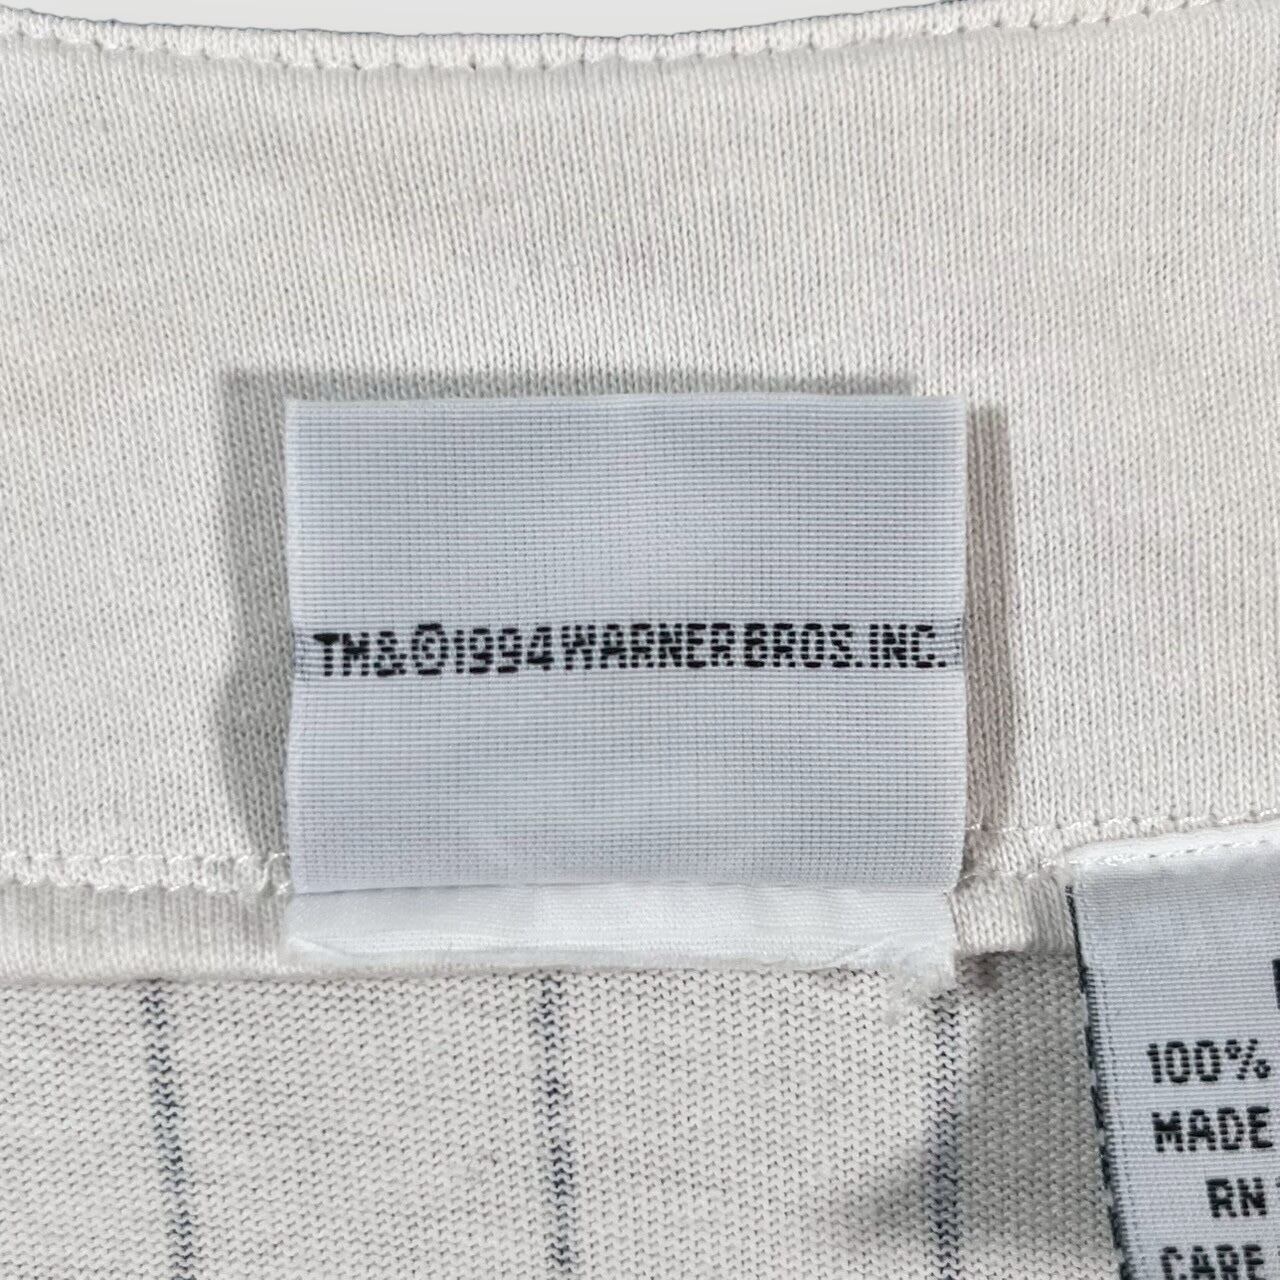 TM&©1994 WARNER BROS. INC.
100%
MADE
RN
CARE